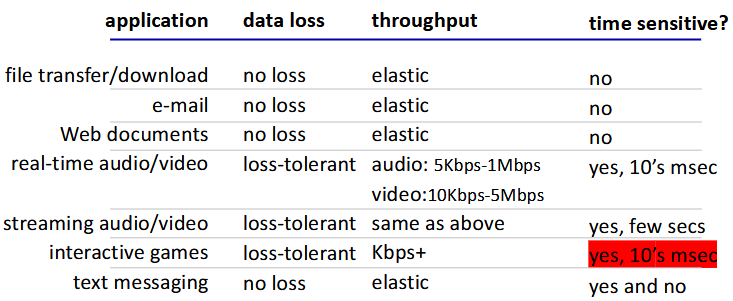 application data loss throughput time sensitive?
file transfer/download no loss elastic no
e-mail no loss elastic no
Web documents no loss elastic no
real-time audio/video loss-tolerant audio: 5Kbps-1Mbps yes, 10's msec
video:10Kbps-5Mbps
streaming audio/video loss-tolerant same as above yes, few secs
interactive games loss-tolerant Kbps+ yes, 10's msec
text messaging no loss elastic yes and no